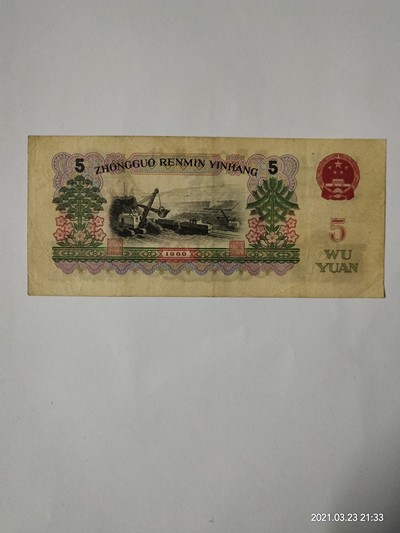 5 ZHONGGUO RENMIN YINHANG 5
1960
5
WU
YUAN
2021.03.23 21:33